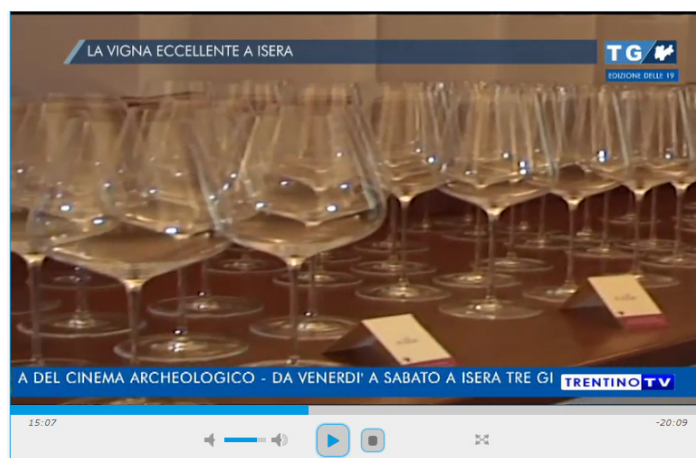 LA VIGNA ECCELLENTE A ISERA
TG
EDIZIONE DELLE 19
A DEL CINEMA ARCHEOLOGICO - DA VENERDI' A SABATO A ISERA TRE GI
TRENTINO TV
15:07
-20:09